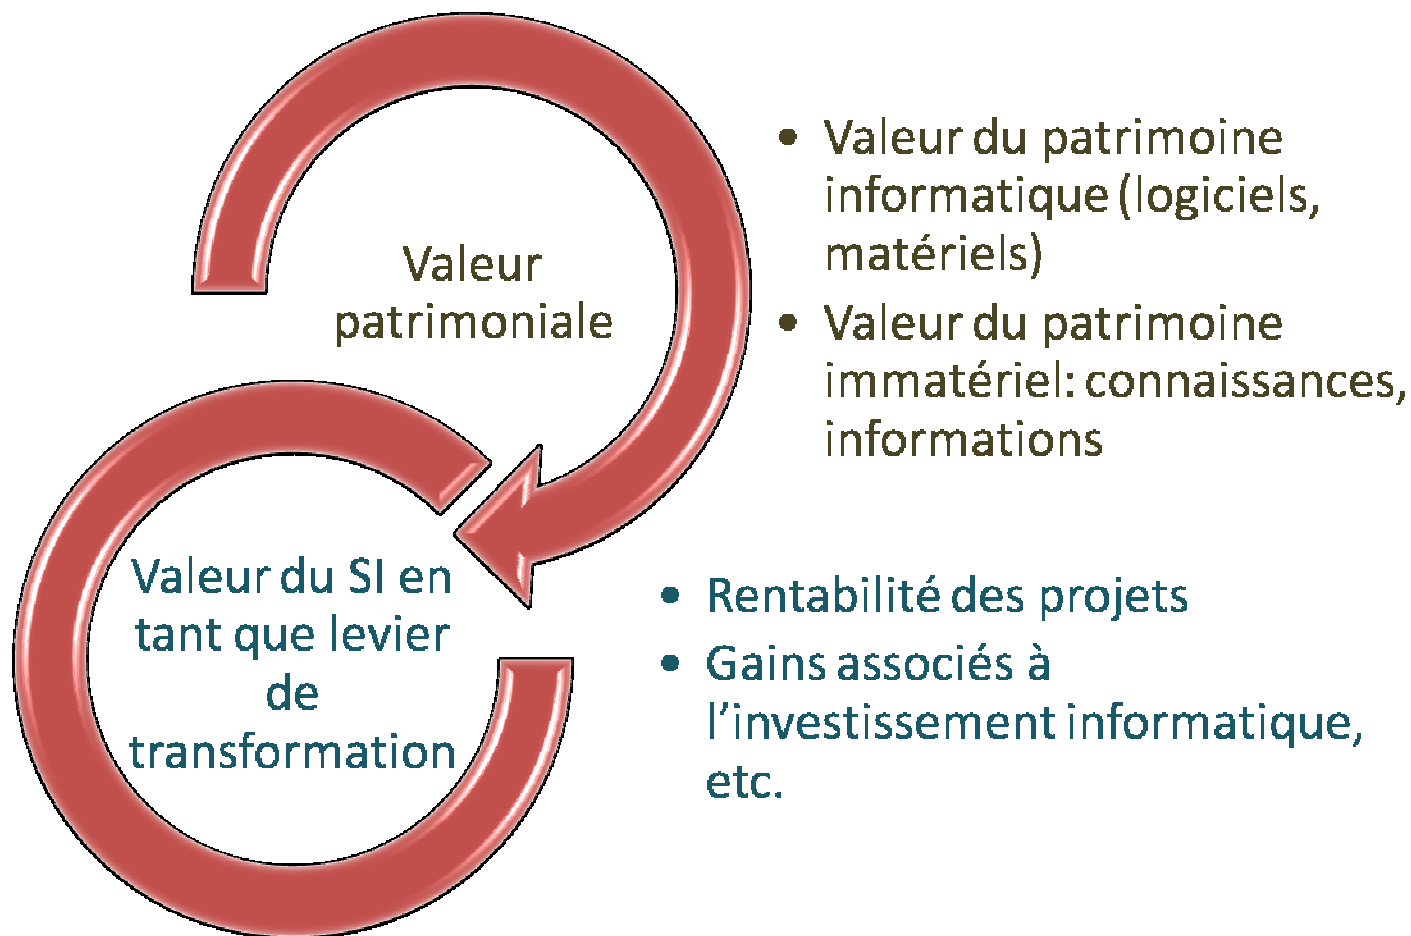 Valeur
patrimoniale
• Valeur du patrimoine
informatique (logiciels,
matériels)
• Valeur du patrimoine
immatériel: connaissances,
informations
Valeur du SI en
tant que levier
de
transformation
• Rentabilité des projets
• Gains associés à
l’investissement informatique,
etc.